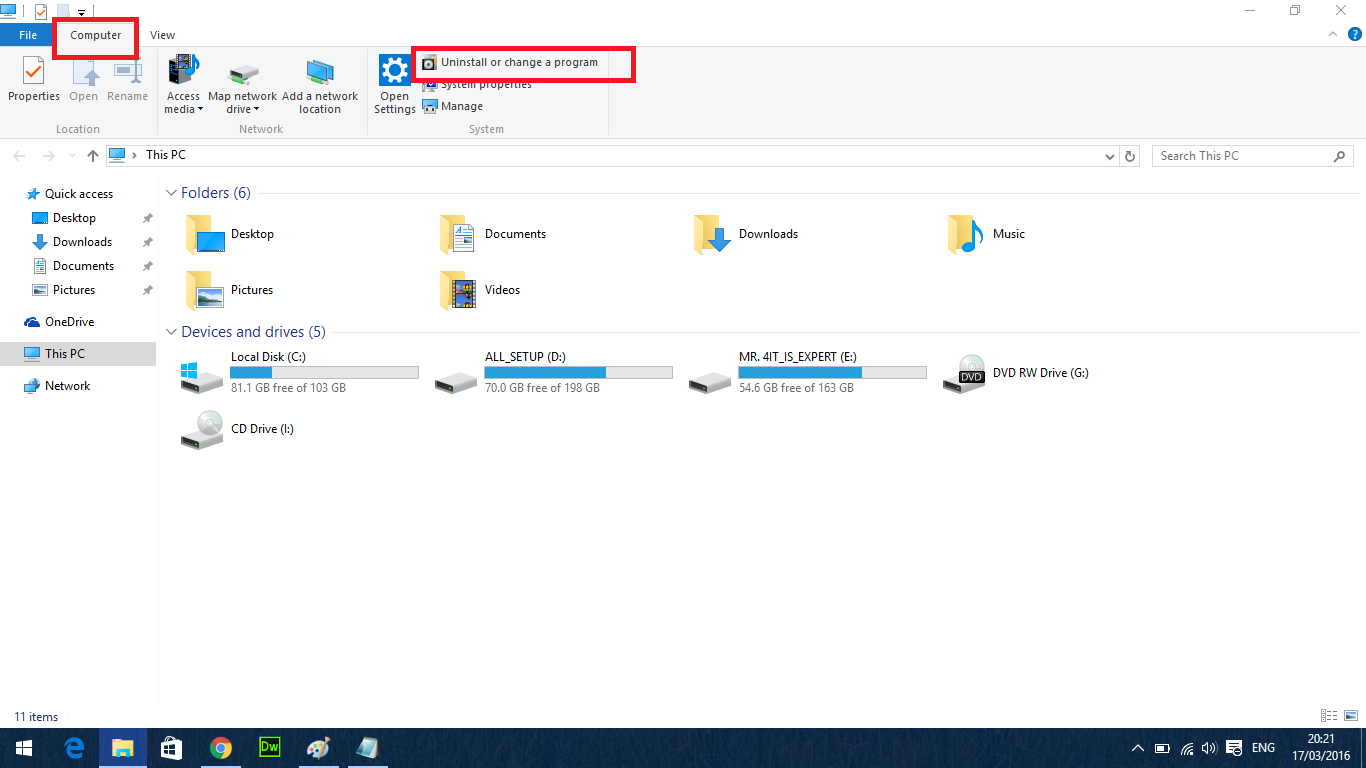 File
Computer
View
Uninstall or change a program
System properties
Manage
Properties
Open
Rename
Access media
Map network drive
Add a network location
Open Settings
Location
Network
System
This PC
Search This PC
Quick access
Desktop
Downloads
Documents
Pictures
OneDrive
This PC
Network
Folders (6)
Desktop
Documents
Downloads
Music
Pictures
Videos
Devices and drives (5)
Local Disk (C:)
81.1 GB free of 103 GB
ALL_SETUP (D:)
70.0 GB free of 198 GB
MR. 4IT_IS_EXPERT (E:)
54.6 GB free of 163 GB
DVD
DVD RW Drive (G:)
CD Drive (I:)
11 items
Dw
ENG
20:21
17/03/2016